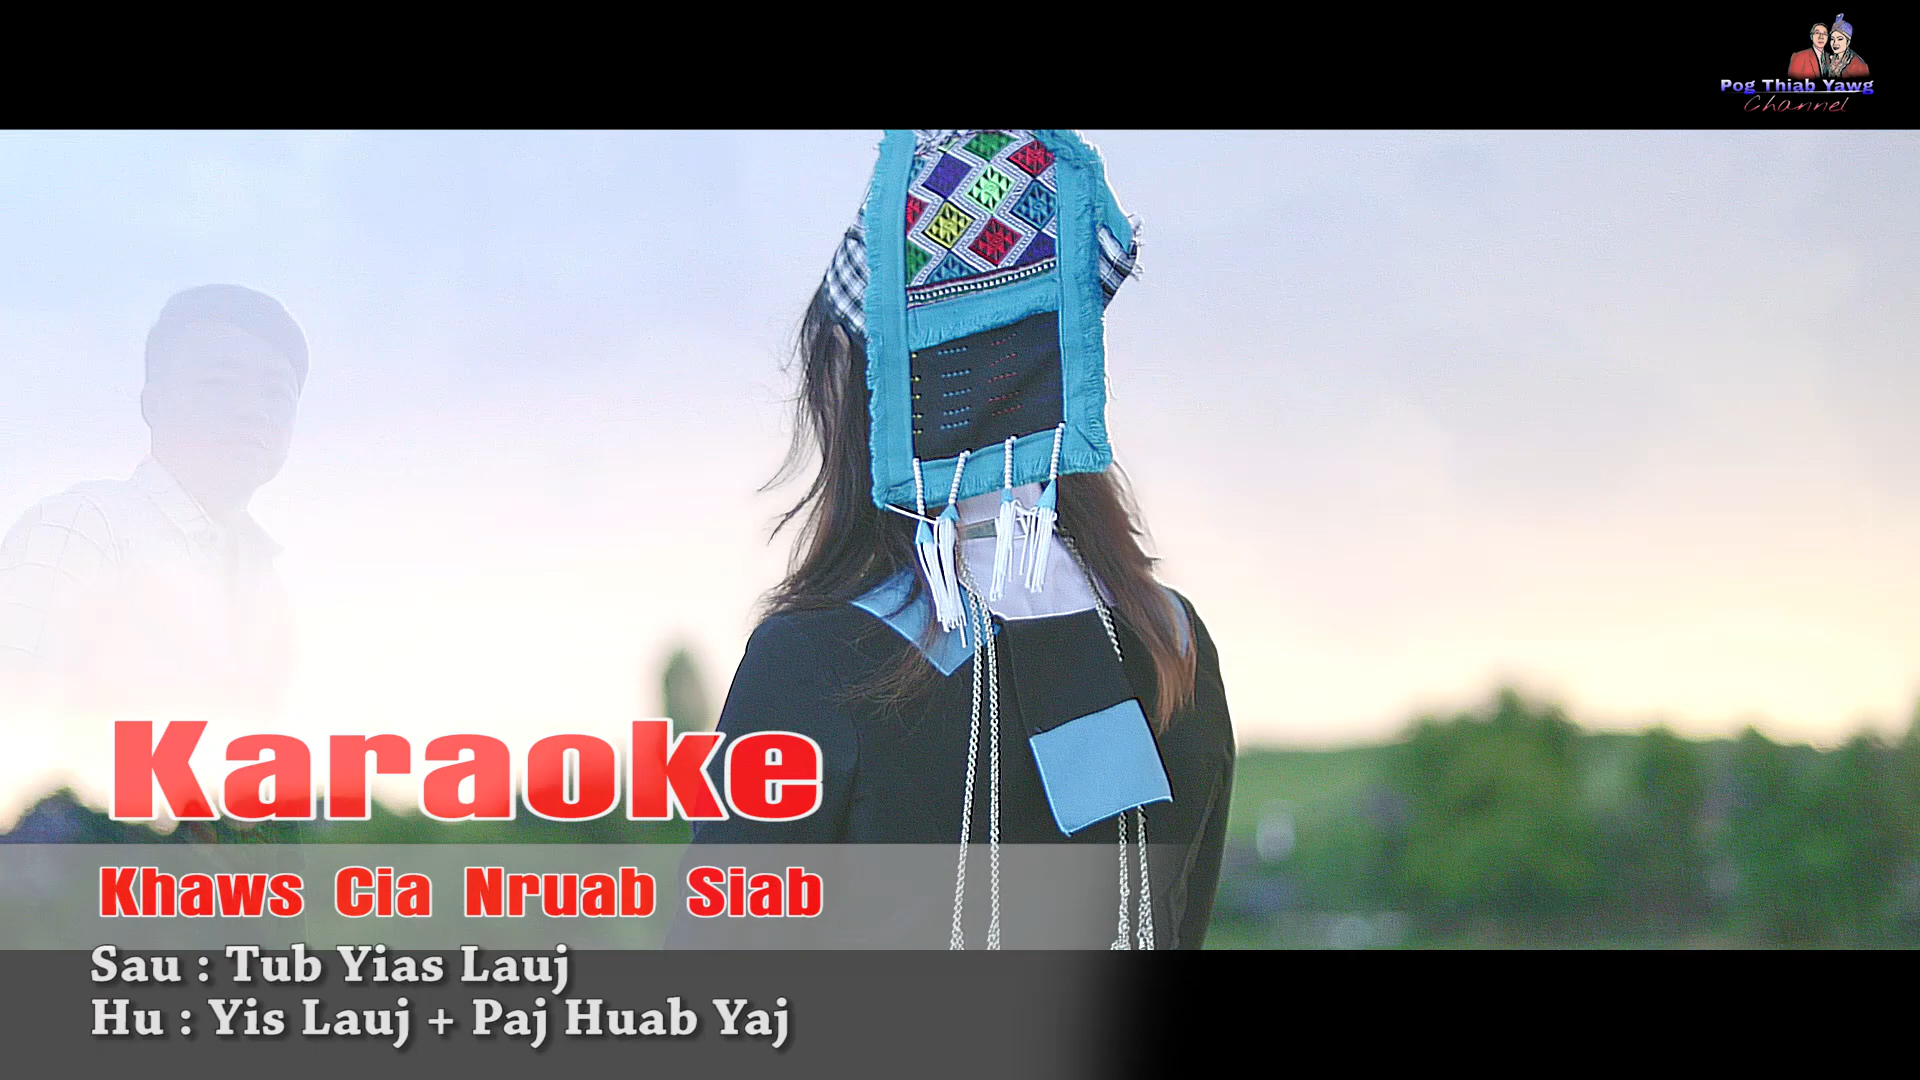 Pog Thiab Yawg
Channel
Karaoke
Khaws Cia Nruab Siab
Sau : Tub Yias Lauj
Hu : Yis Lauj + Paj Huab Yaj